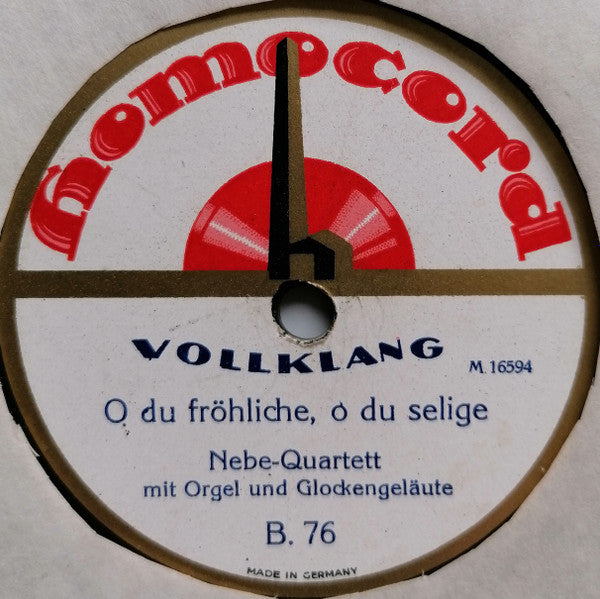 homocord
VOLLKLANG
M. 16594
O du fröhliche, o du selige
Nebe-Quartett
mit Orgel und Glockengeläute
B. 76
MADE IN GERMANY